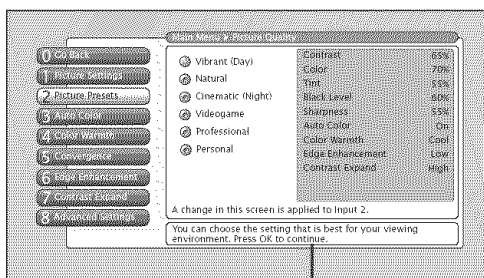 Main Menu ▸ Picture Quality
0 Go Back
1 Picture Settings
2 Picture Presets
3 Auto Color
4 Color Warmth
5 Convergence
6 Edge Enhancement
7 Contrast Expand
8 Advanced Settings
Vibrant (Day)
Natural
Cinematic (Night)
Videogame
Professional
Personal
Contrast 65%
Color 70%
Tint 55%
Black Level 60%
Sharpness 55%
Auto Color On
Color Warmth Cool
Edge Enhancement Low
Contrast Expand High
A change in this screen is applied to Input 2.
You can choose the setting that is best for your viewing
environment. Press OK to continue.